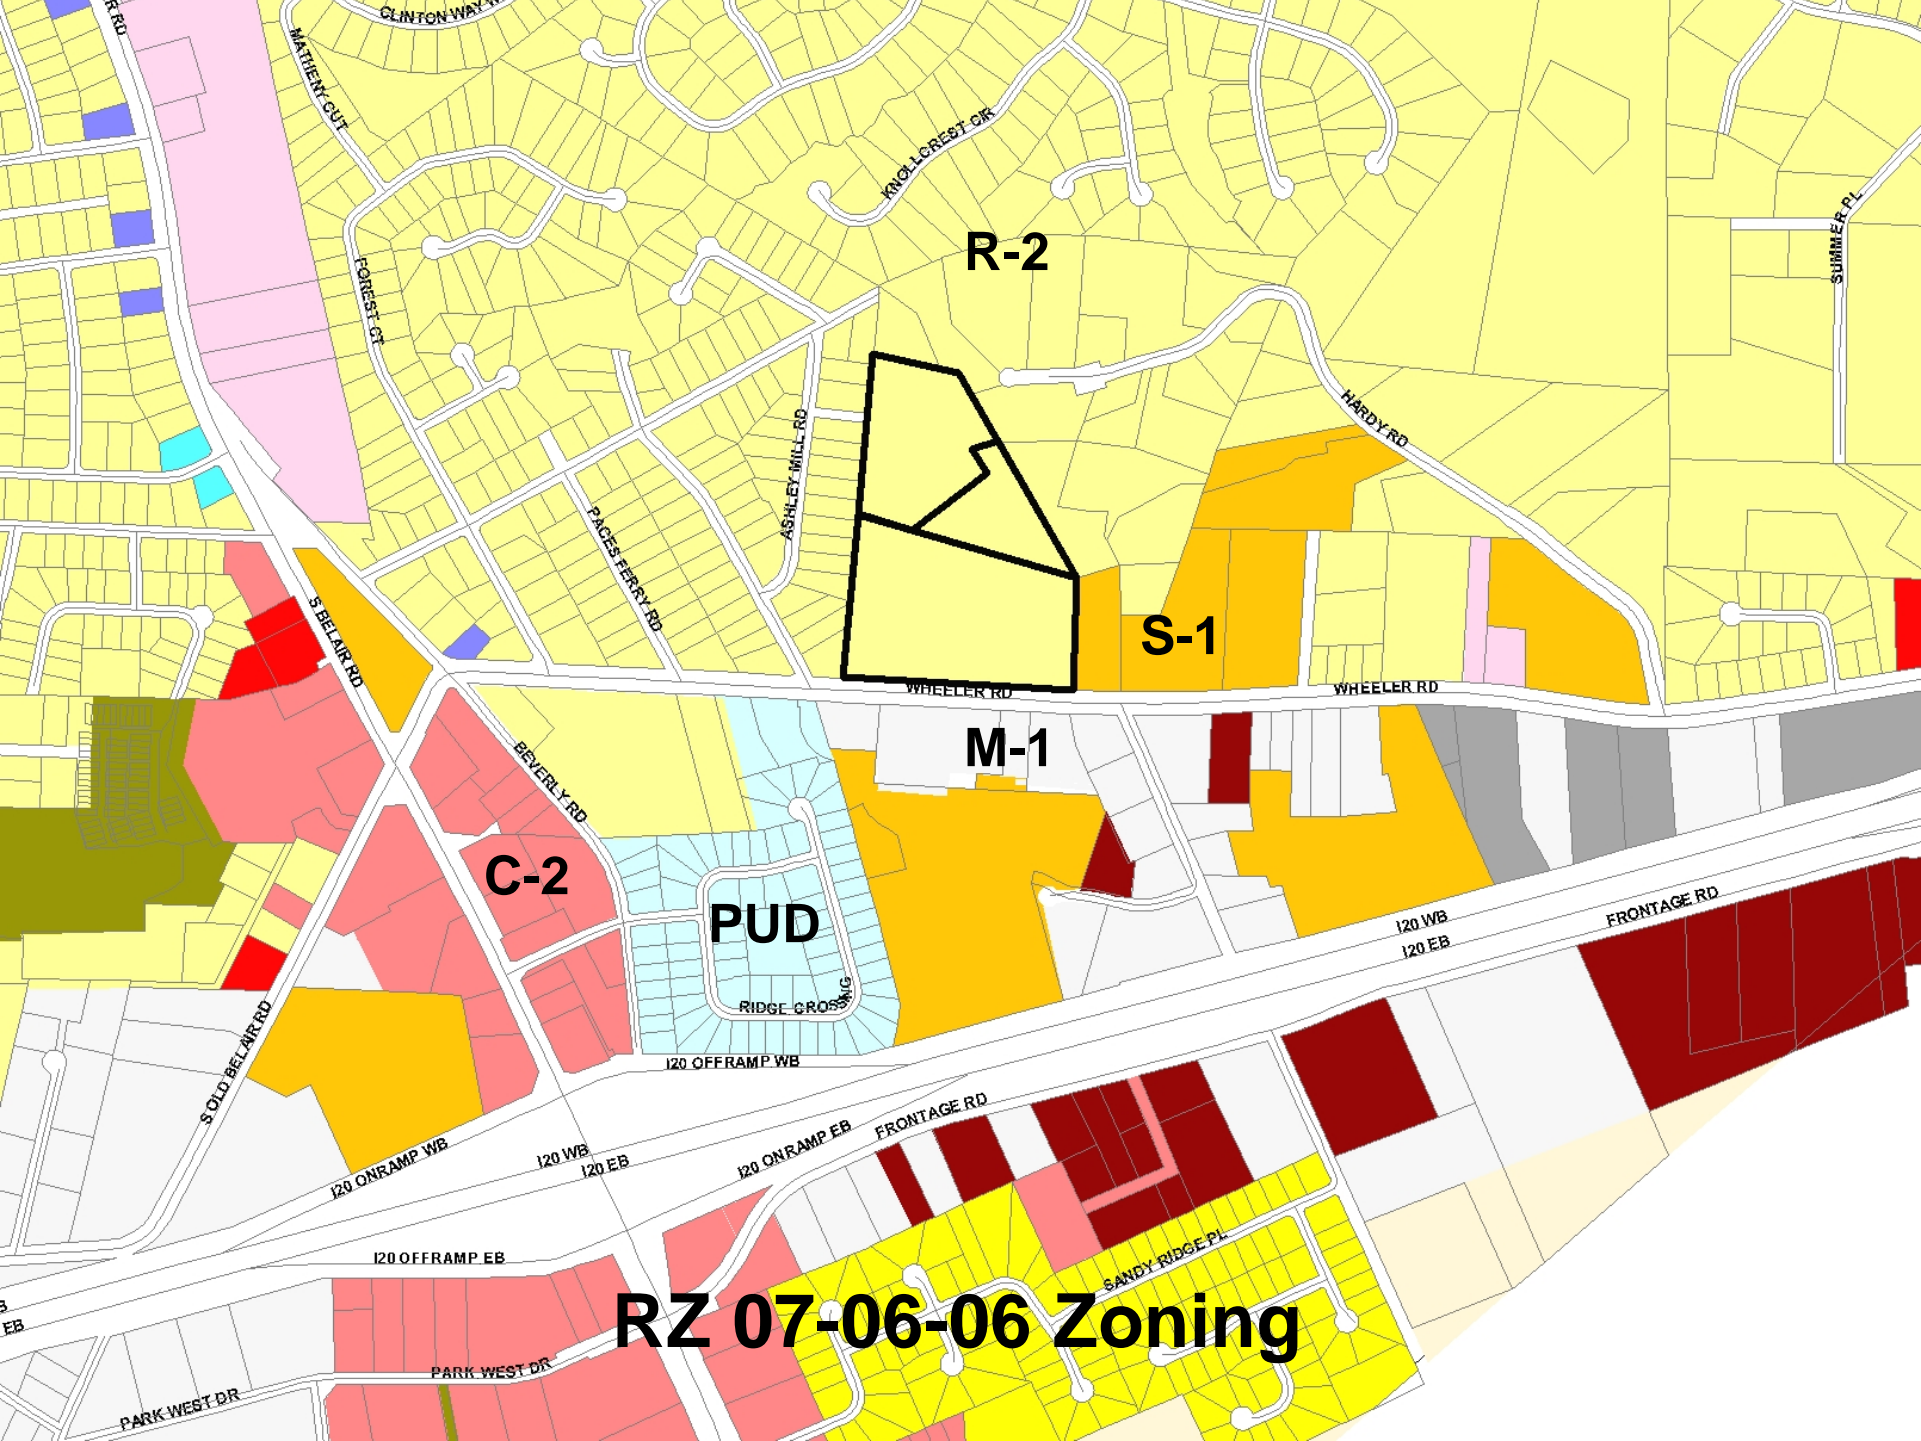 CLINTON WAY
R RD
MATHENY CUT
KNOLLCREST CIR
SUMMER PL
R-2
FOREST CT
HARDY RD
ASHLEY MILL RD
PACES FERRY RD
S BELAIR RD
S-1
WHEELER RD
WHEELER RD
M-1
BEVERLY RD
C-2
PUD
FRONTAGE RD
I20 WB
I20 EB
RIDGE CROSSING
S OLD BELAIR RD
I20 OFFRAMP WB
FRONTAGE RD
I20 ONRAMP EB
I20 WB
I20 EB
I20 ONRAMP WB
I20 OFFRAMP EB
SANDY RIDGE PL
EB
RZ 07-06-06 Zoning
PARK WEST DR
PARK WEST DR